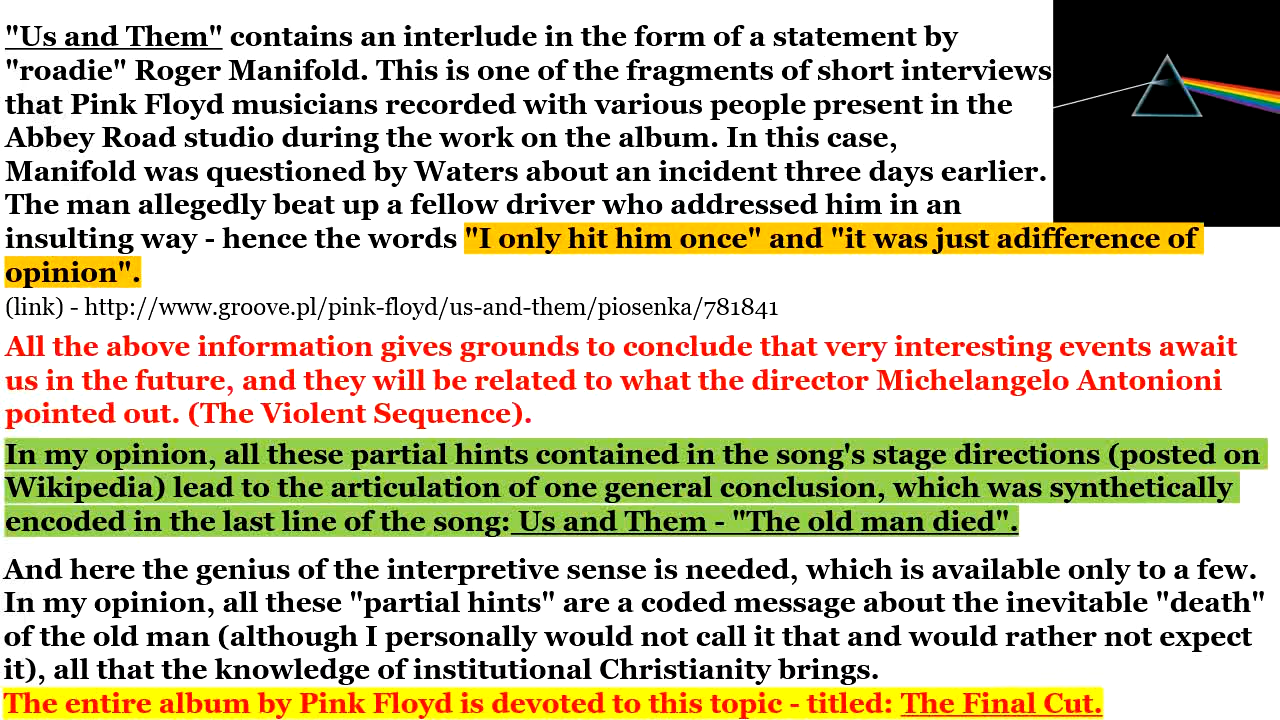 "Us and Them" contains an interlude in the form of a statement by
"roadie" Roger Manifold. This is one of the fragments of short interviews
that Pink Floyd musicians recorded with various people present in the
Abbey Road studio during the work on the album. In this case,
Manifold was questioned by Waters about an incident three days earlier.
The man allegedly beat up a fellow driver who addressed him in an
insulting way - hence the words "I only hit him once" and "it was just adifference of
opinion".
(link) - http://www.groove.pl/pink-floyd/us-and-them/piosenka/781841
All the above information gives grounds to conclude that very interesting events await
us in the future, and they will be related to what the director Michelangelo Antonioni
pointed out. (The Violent Sequence).
In my opinion, all these partial hints contained in the song's stage directions (posted on
Wikipedia) lead to the articulation of one general conclusion, which was synthetically
encoded in the last line of the song: Us and Them - "The old man died".
And here the genius of the interpretive sense is needed, which is available only to a few.
In my opinion, all these "partial hints" are a coded message about the inevitable "death"
of the old man (although I personally would not call it that and would rather not expect
it), all that the knowledge of institutional Christianity brings.
The entire album by Pink Floyd is devoted to this topic - titled: The Final Cut.